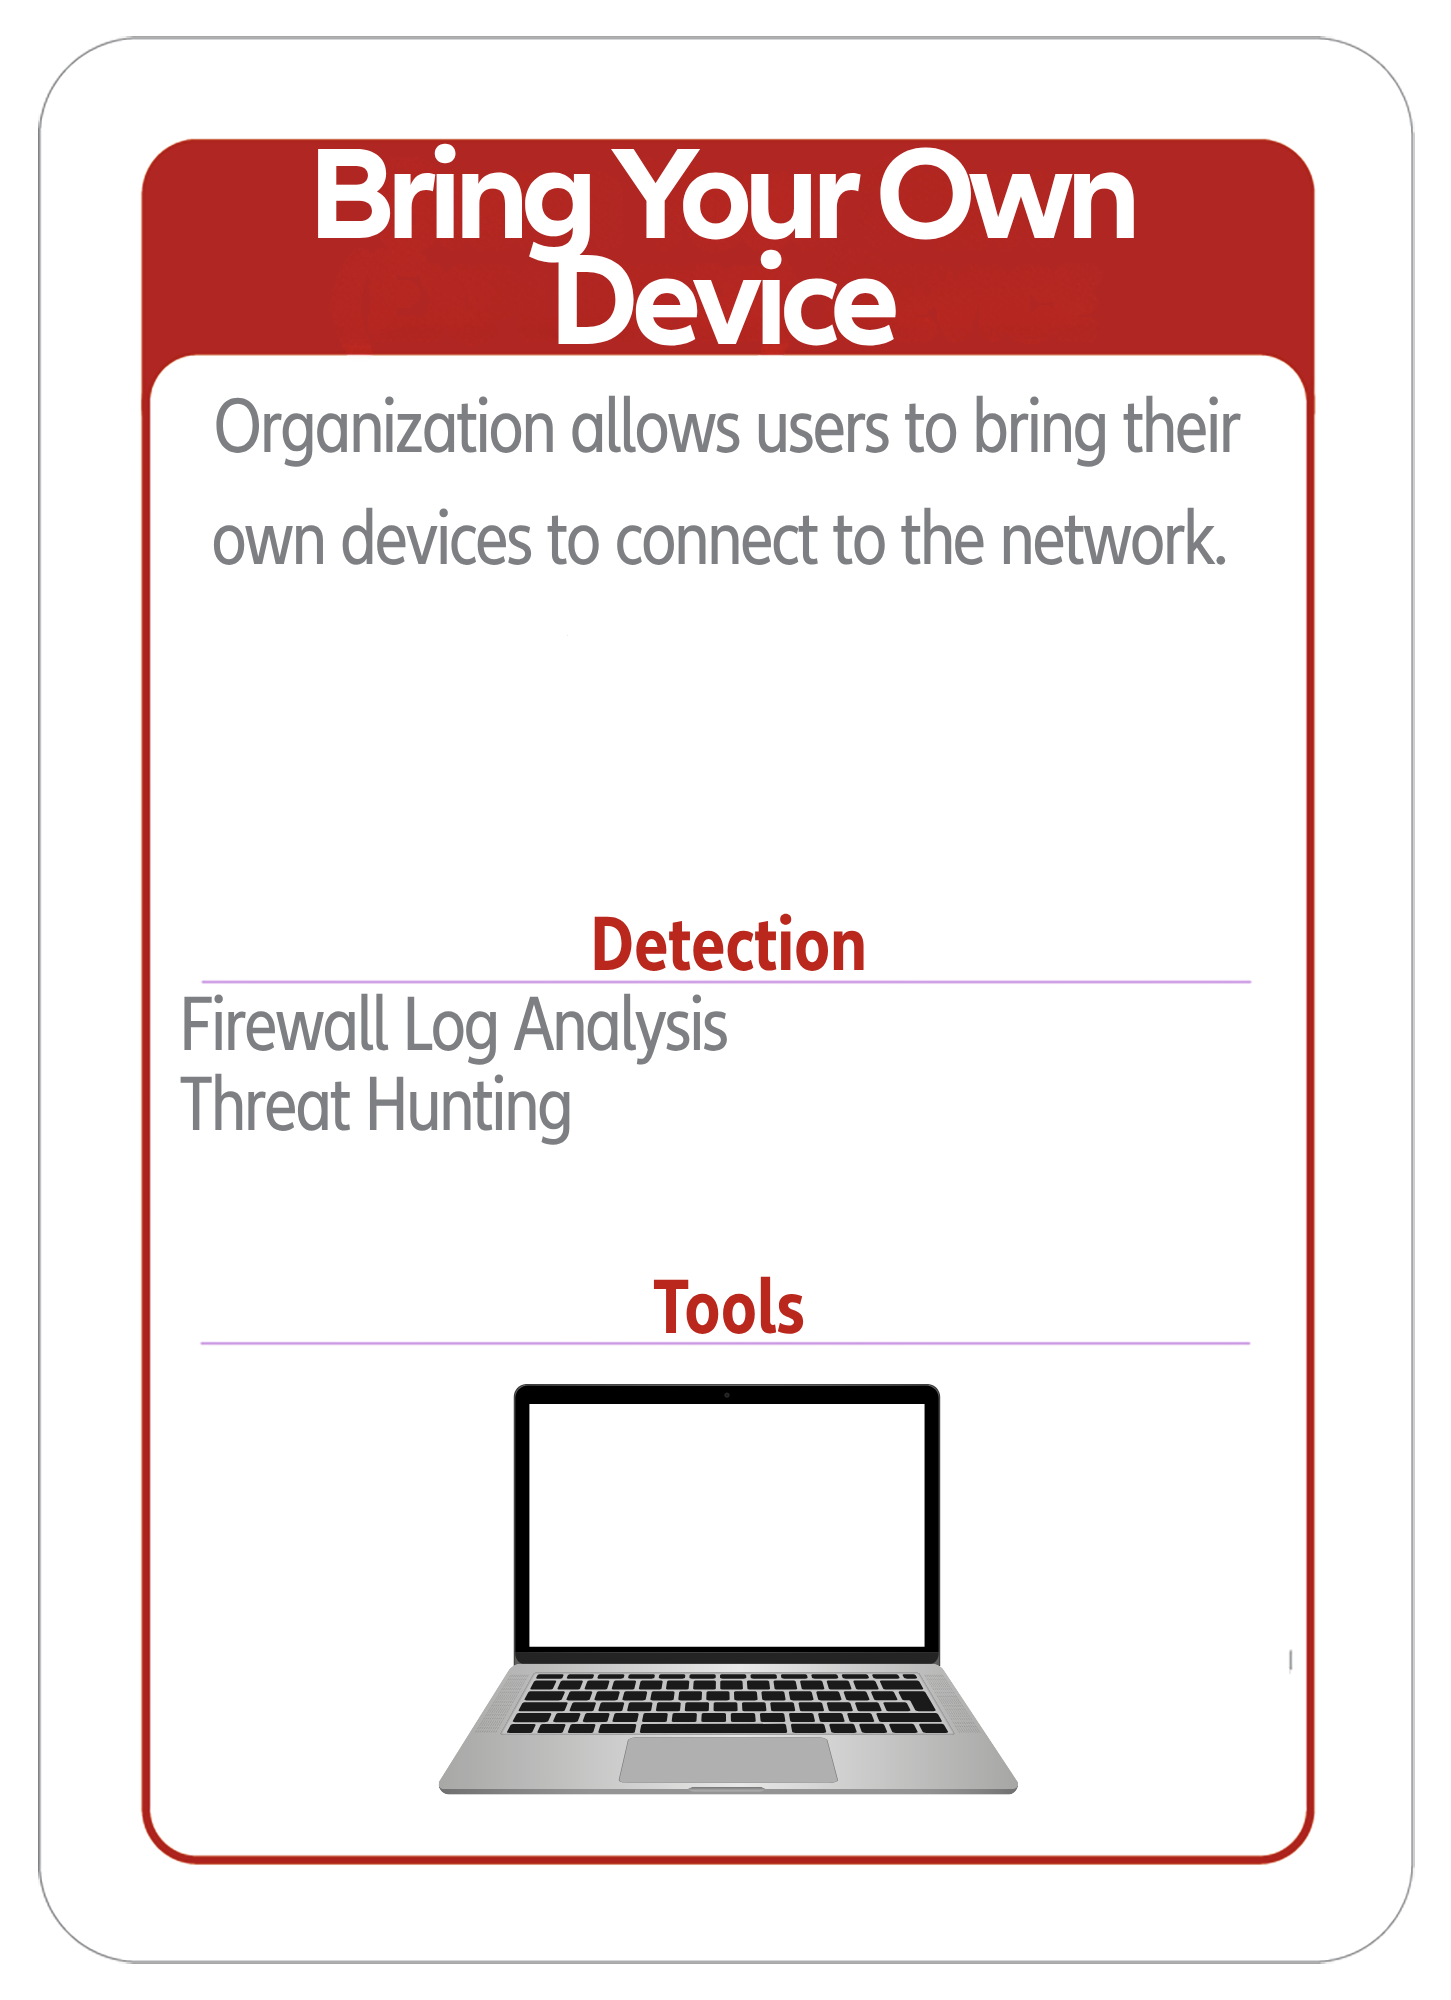 Bring Your Own
Device
Organization allows users to bring their
own devices to connect to the network.
Detection
Firewall Log Analysis
Threat Hunting
Tools